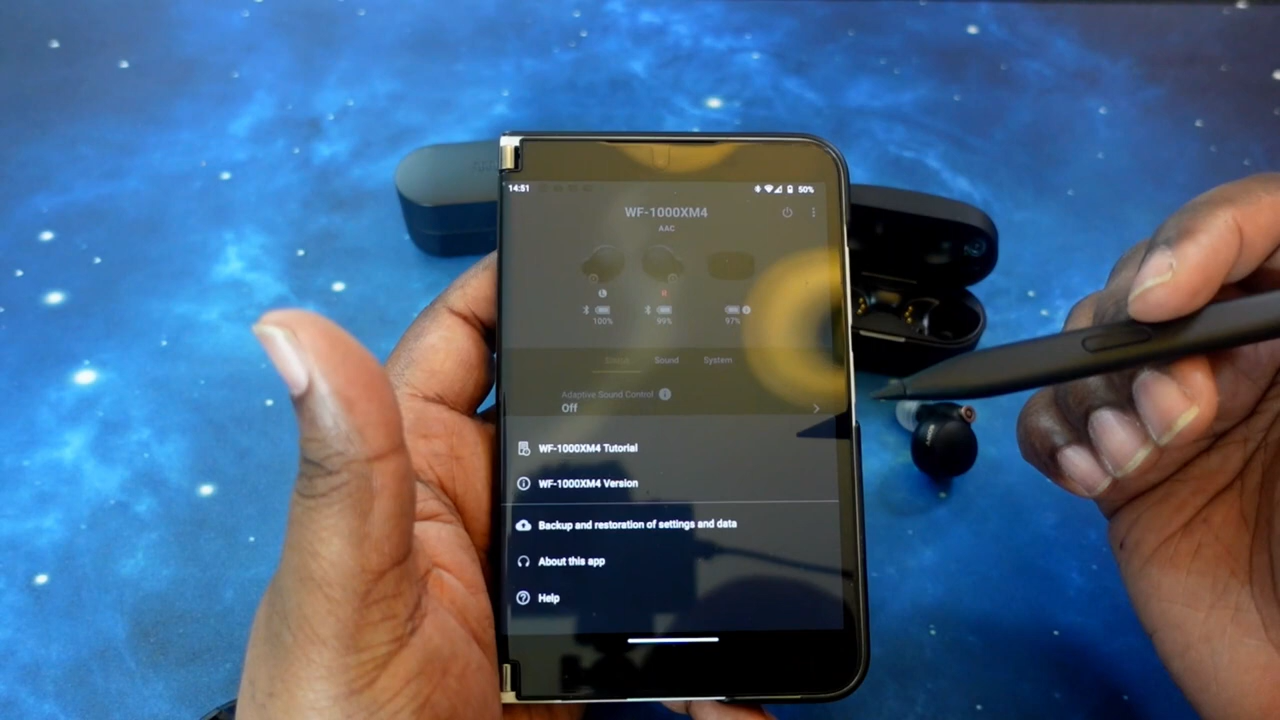 14:51
50%
WF-1000XM4
AAC
L
R
100%
99%
97%
Status
Sound
System
Adaptive Sound Control
Off
WF-1000XM4 Tutorial
WF-1000XM4 Version
Backup and restoration of settings and data
About this app
Help
SONY